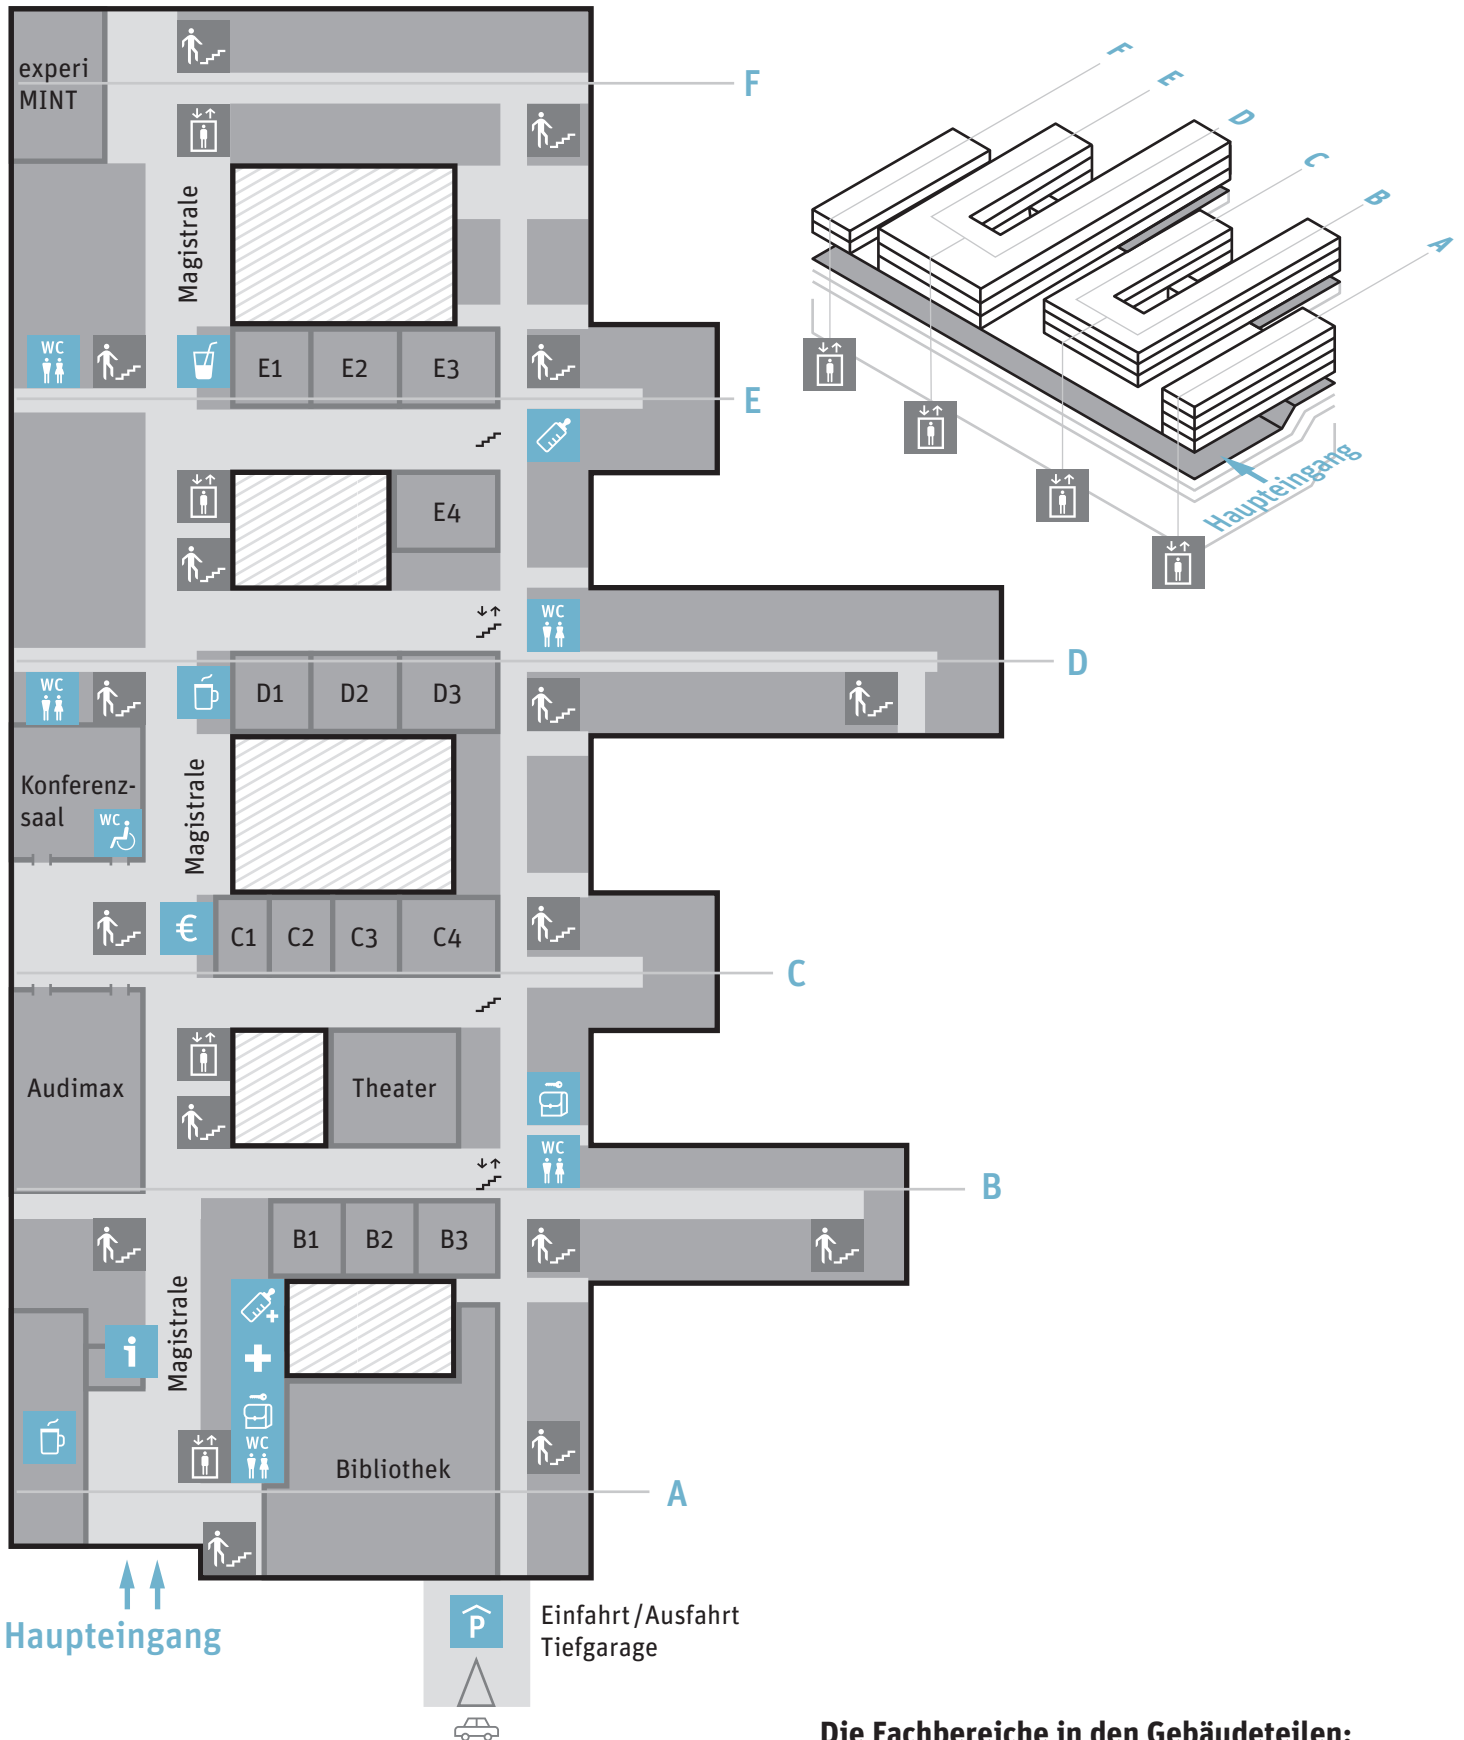 experi
MINT
F
Magistrale
WC
E1
E2
E3
E
E4
WC
D
WC
D1
D2
D3
Konferenz-
saal
WC
Magistrale
€
C1
C2
C3
C4
C
Audimax
Theater
WC
B
B1
B2
B3
Magistrale
i
WC
Bibliothek
A
Haupteingang
P
Einfahrt/Ausfahrt
Tiefgarage
F
E
D
C
B
A
Haupteingang
Die Fachbereiche in den Gebäudeteilen: